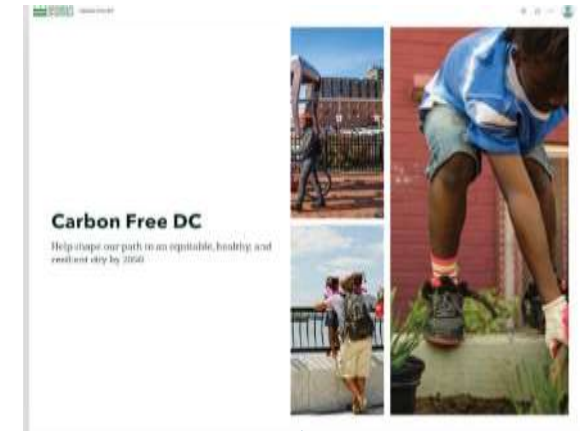 Carbon Free DC
Help shape our path to an equitable, healthy, and
resilient city by 2050